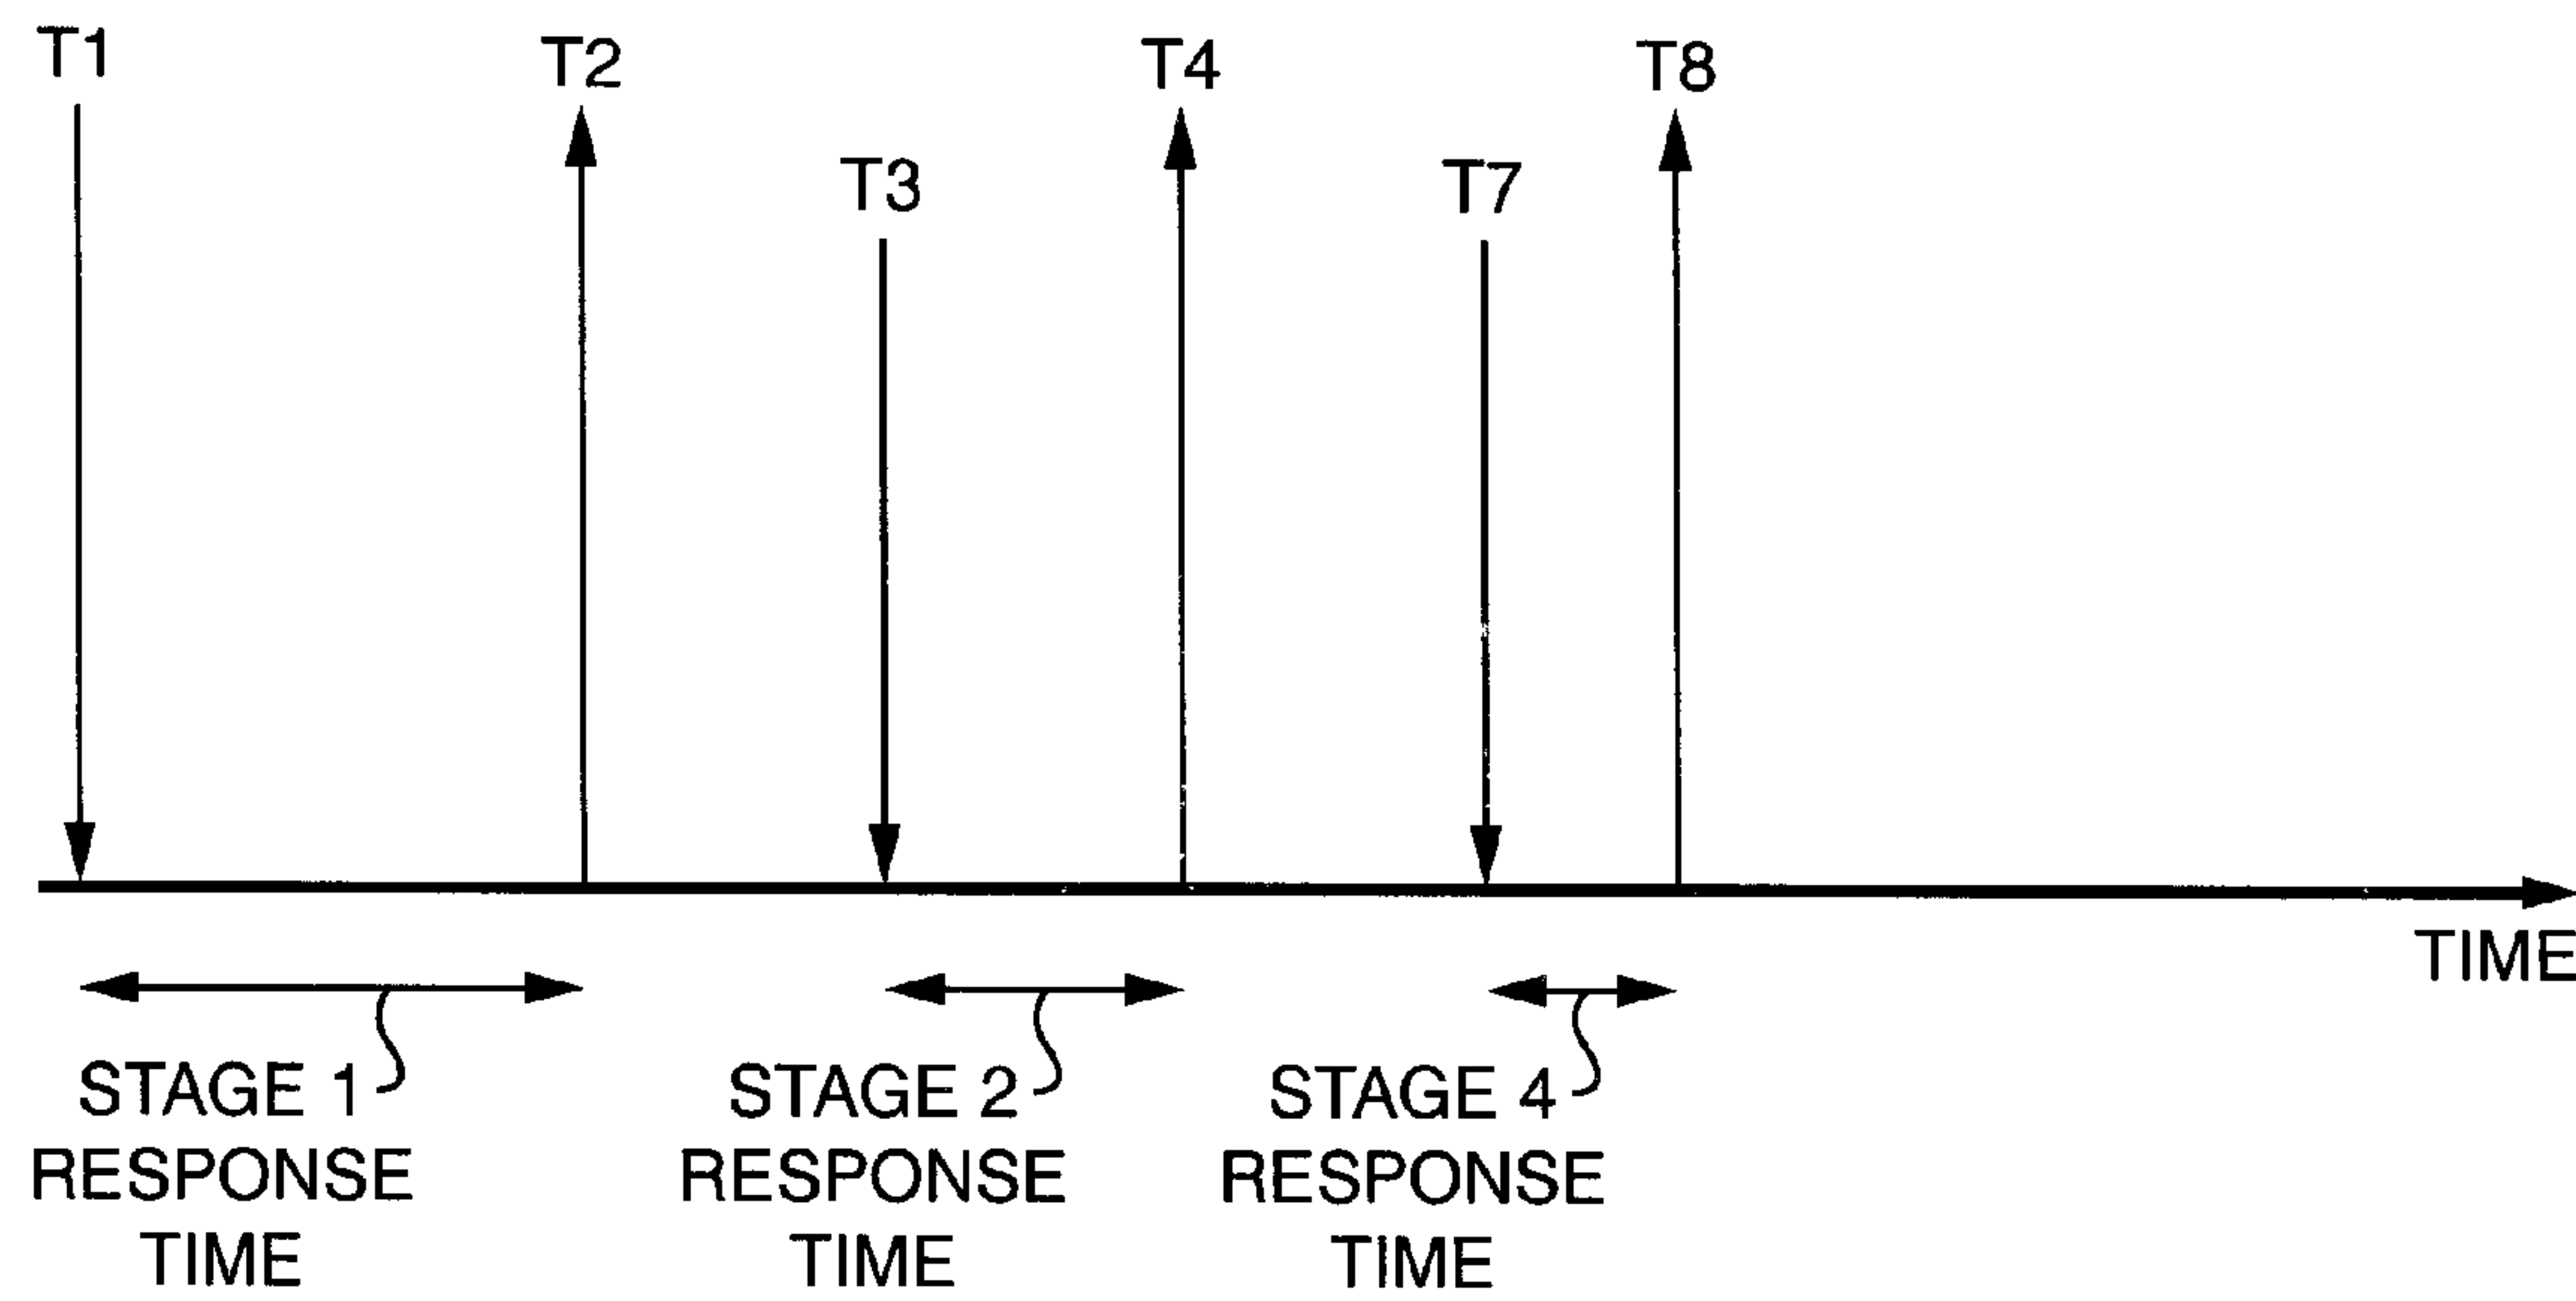 T1
T2
T4
T8
T3
T7
TIME
STAGE 1
RESPONSE
TIME
STAGE 2
RESPONSE
TIME
STAGE 4
RESPONSE
TIME